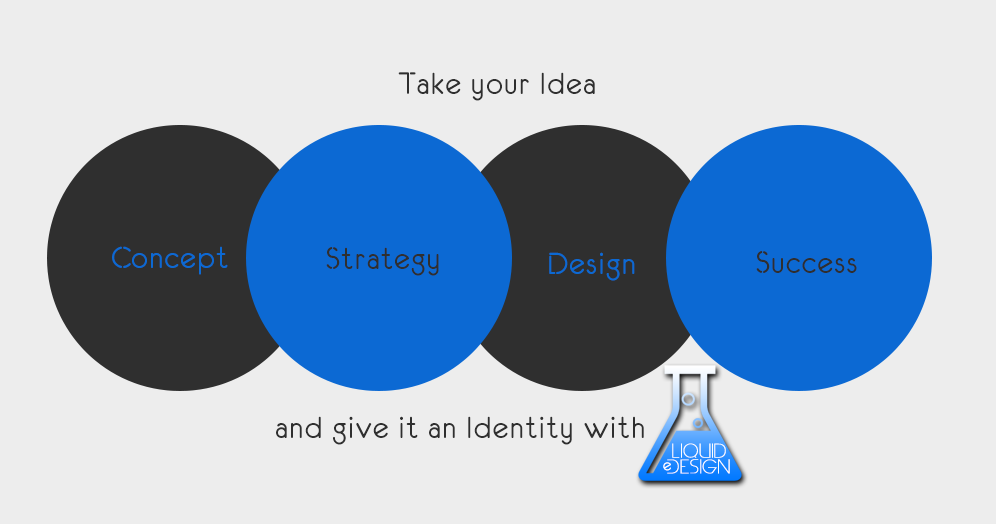 Take your Idea
Concept
Strategy
Design
Success
and give it an Identity with
LIQUID
eDESIGN